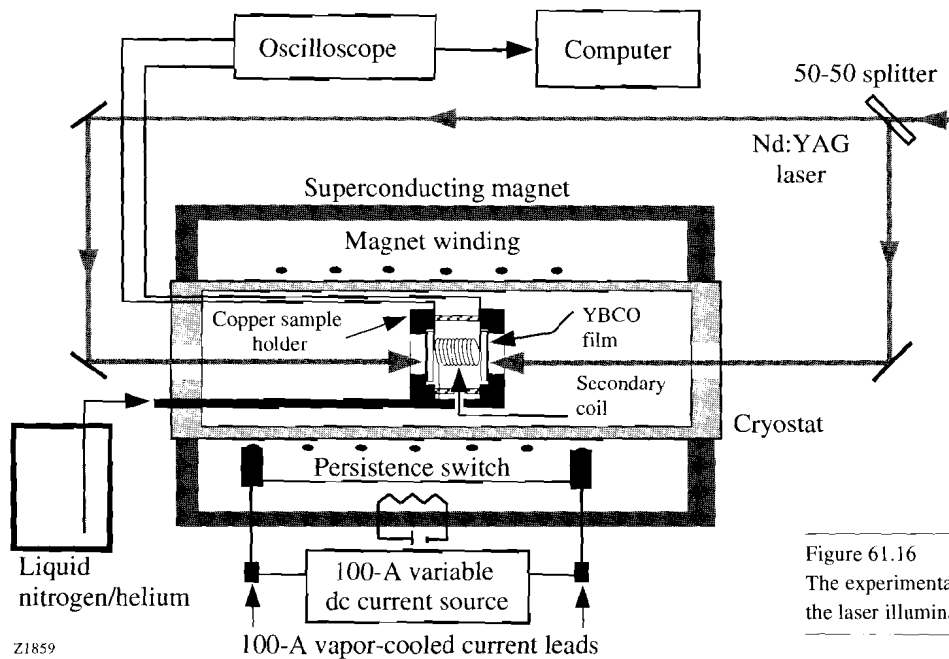 Oscilloscope
Computer
50-50 splitter
Nd:YAG
laser
Superconducting magnet
Magnet winding
Copper sample
holder
YBCO
film
Secondary
coil
Cryostat
Persistence switch
Liquid
nitrogen/helium
100-A variable
dc current source
100-A vapor-cooled current leads
Z1859
Figure 61.16
The experimenta
the laser illumina